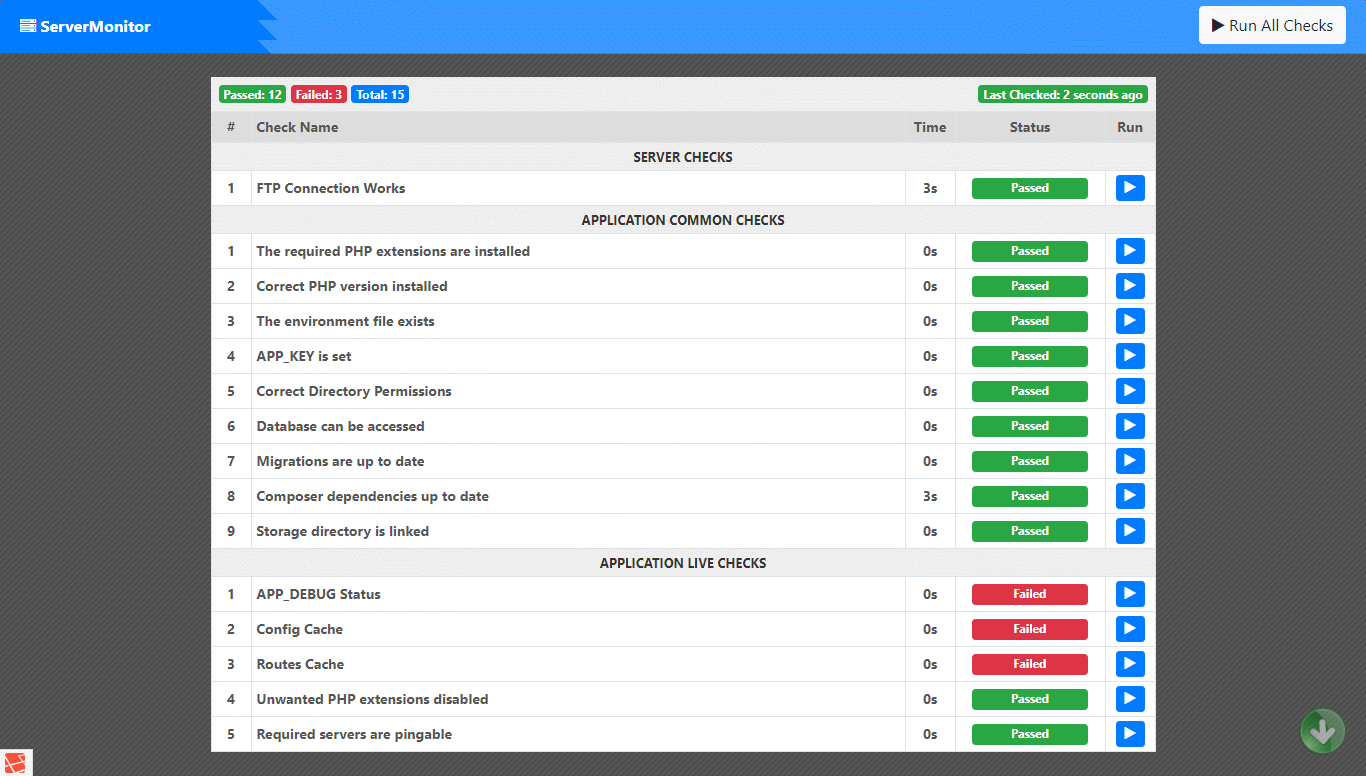 ServerMonitor
Run All Checks
Passed: 12 Failed: 3 Total: 15 Last Checked: 2 seconds ago
# Check Name Time Status Run
SERVER CHECKS
1 FTP Connection Works 3s Passed
APPLICATION COMMON CHECKS
1 The required PHP extensions are installed 0s Passed
2 Correct PHP version installed 0s Passed
3 The environment file exists 0s Passed
4 APP_KEY is set 0s Passed
5 Correct Directory Permissions 0s Passed
6 Database can be accessed 0s Passed
7 Migrations are up to date 0s Passed
8 Composer dependencies up to date 3s Passed
9 Storage directory is linked 0s Passed
APPLICATION LIVE CHECKS
1 APP_DEBUG Status 0s Failed
2 Config Cache 0s Failed
3 Routes Cache 0s Failed
4 Unwanted PHP extensions disabled 0s Passed
5 Required servers are pingable 0s Passed